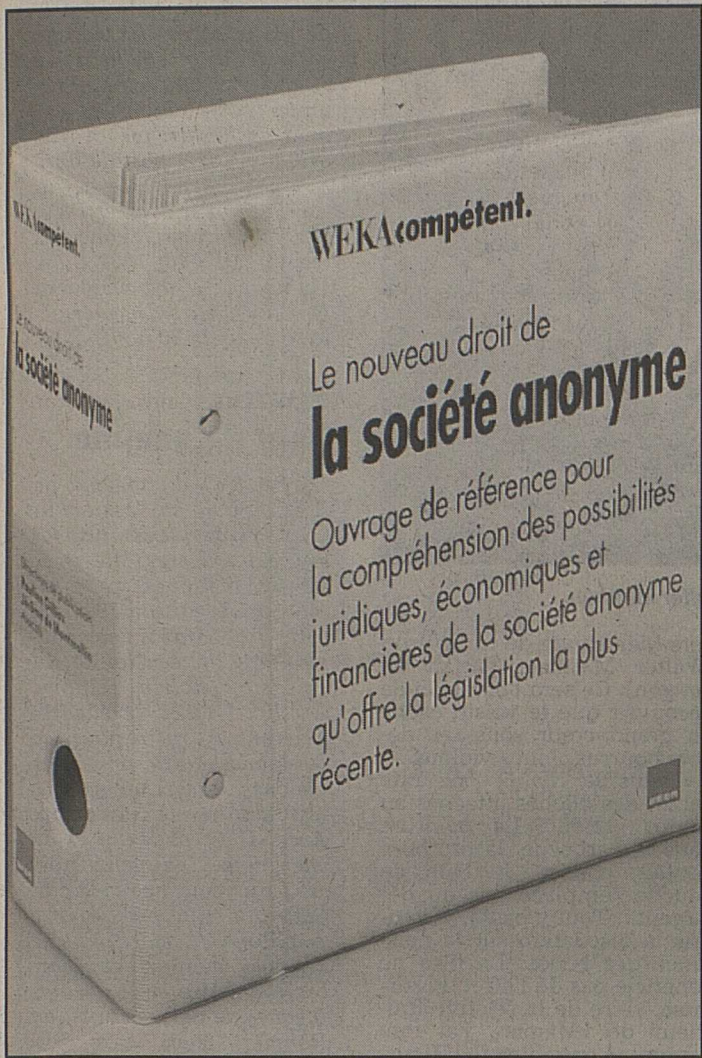 WEKA compétent.
Le nouveau droit de
la société anonyme
WEKA compétent.
Le nouveau droit de
la société anonyme
Ouvrage de référence pour
la compréhension des possibilités
juridiques, économiques et
financières de la société anonyme
qu'offre la législation la plus
récente.